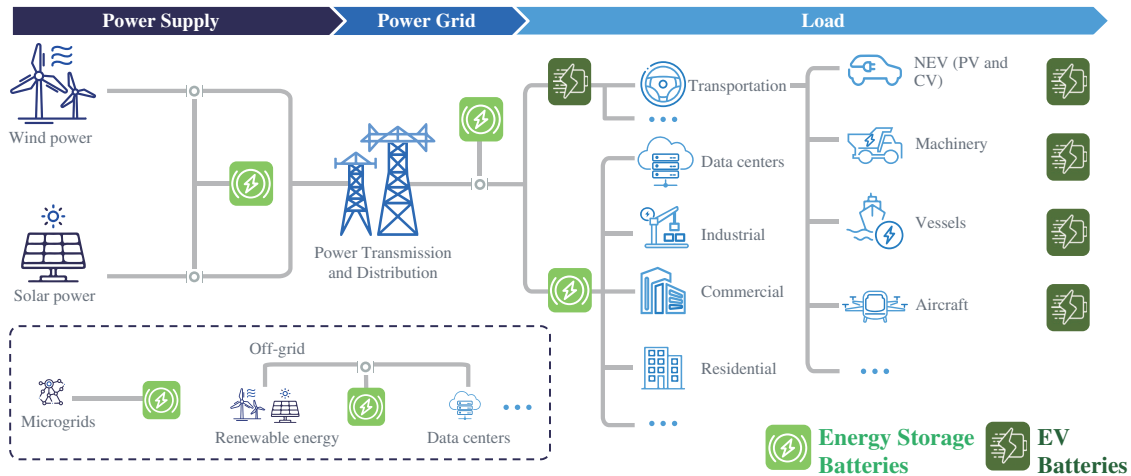 Power Supply
Power Grid
Load
Wind power
Solar power
Power Transmission
and Distribution
Transportation
Data centers
Industrial
Commercial
Residential
NEV (PV and
CV)
Machinery
Vessels
Aircraft
Off-grid
Microgrids
Renewable energy
Data centers
Energy Storage
Batteries
EV
Batteries